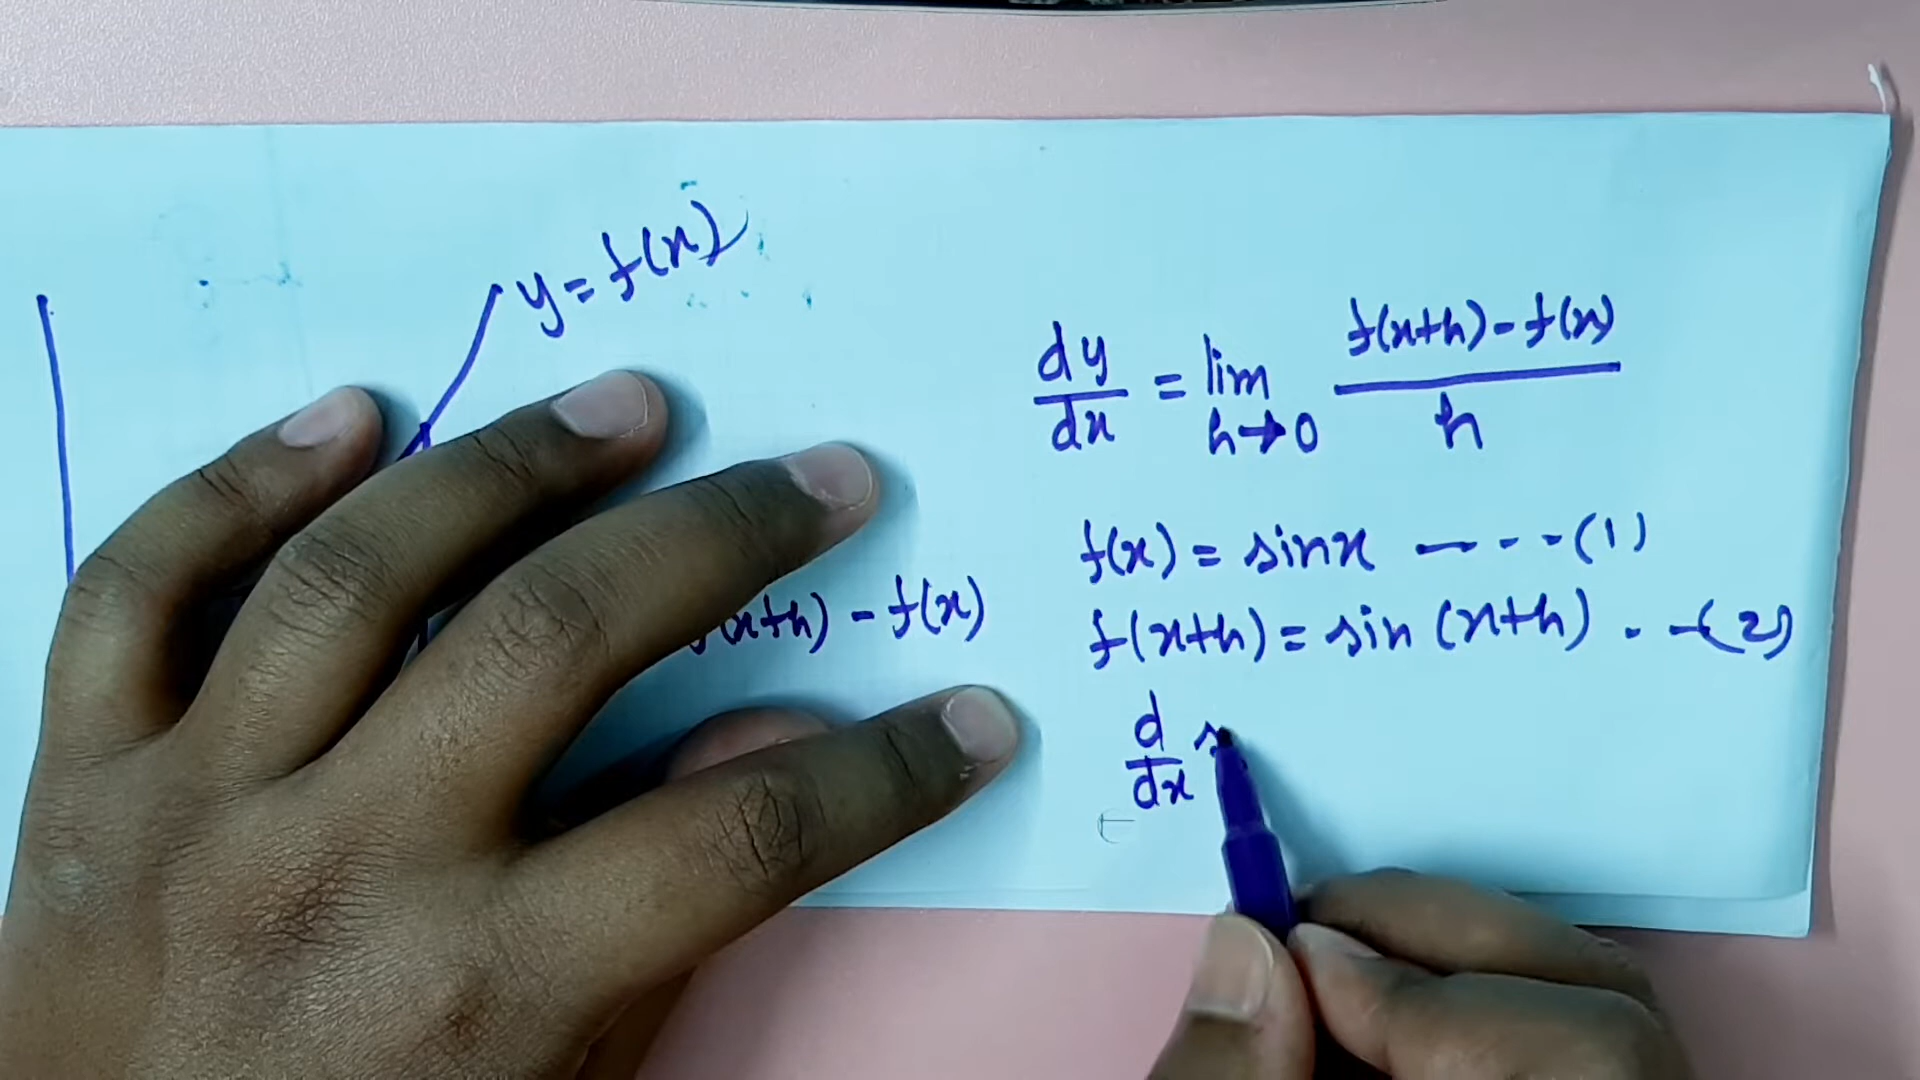 y = f(x)
(x+h) - f(x)
dy/dx = lim h→0 f(x+h) - f(x) / h
f(x) = sinx - - - - (1)
f(x+h) = sin (x+h) . - (2)
d/dx s